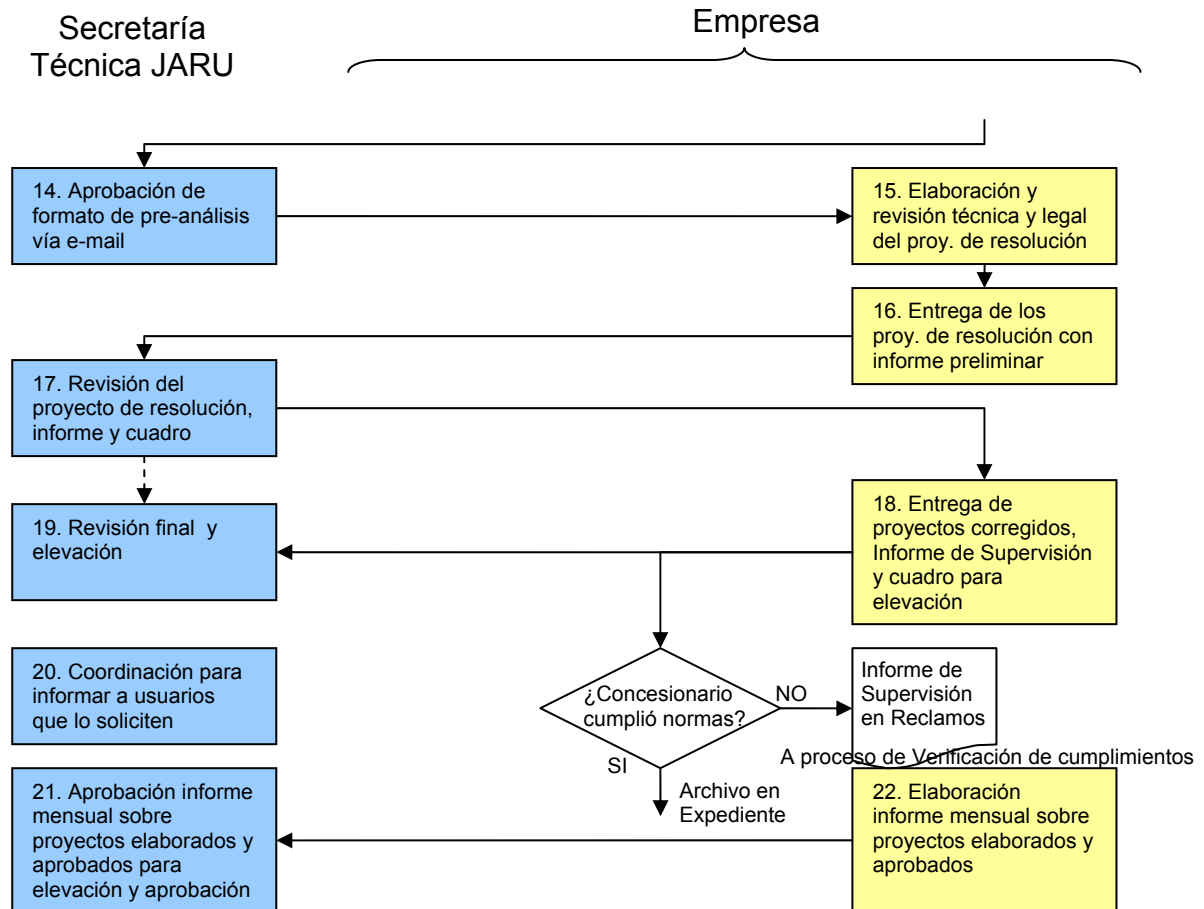 Secretaría
Técnica JARU
Empresa
14. Aprobación de
formato de pre-análisis
vía e-mail
15. Elaboración y
revisión técnica y legal
del proy. de resolución
16. Entrega de los
proy. de resolución con
informe preliminar
17. Revisión del
proyecto de resolución,
informe y cuadro
18. Entrega de
proyectos corregidos,
Informe de Supervisión
y cuadro para
elevación
19. Revisión final y
elevación
20. Coordinación para
informar a usuarios
que lo soliciten
¿Concesionario
cumplió normas?
NO
Informe de
Supervisión
en Reclamos
SI
A proceso de Verificación de cumplimientos
Archivo en
Expediente
21. Aprobación informe
mensual sobre
proyectos elaborados y
aprobados para
elevación y aprobación
22. Elaboración
informe mensual sobre
proyectos elaborados y
aprobados